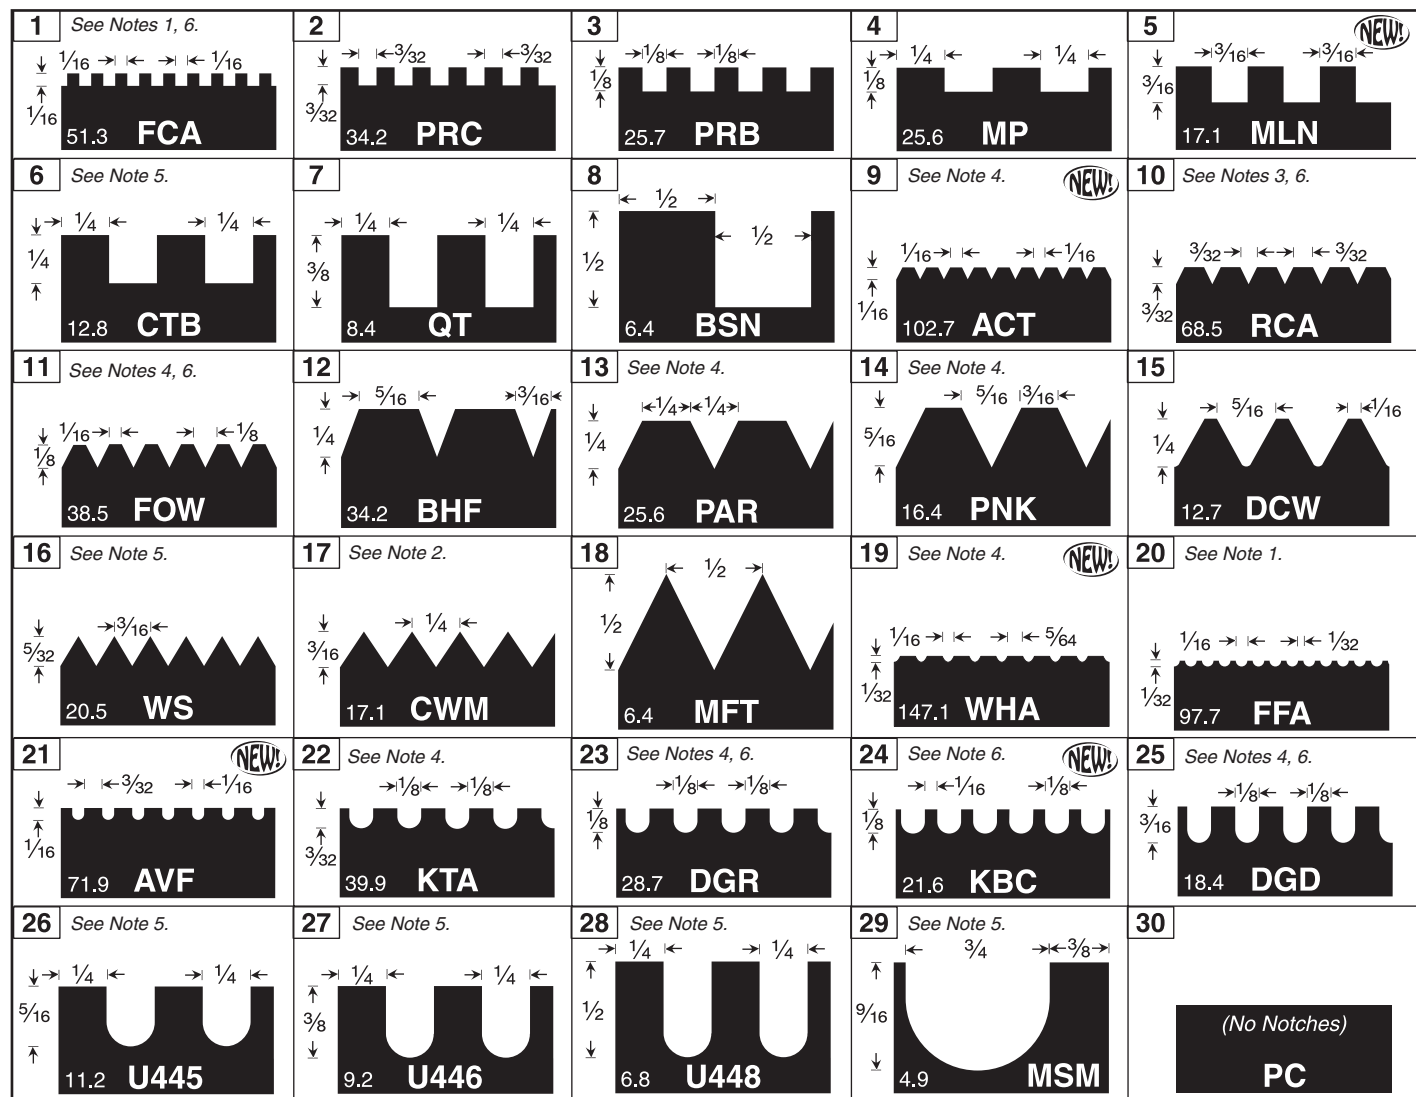 1 See Notes 1, 6.
1/16 1/16
1/16
51.3 FCA
2
3/32 3/32
3/32
34.2 PRC
3
1/8 1/8
1/8
25.7 PRB
4
1/4 1/4
1/8
25.6 MP
5 NEW!
3/16 3/16
3/16
17.1 MLN
6 See Note 5.
1/4 1/4
1/4
12.8 CTB
7
1/4 1/4
3/8
8.4 QT
8
1/2
1/2 1/2
6.4 BSN
9 See Note 4. NEW!
1/16 1/16
1/16
102.7 ACT
10 See Notes 3, 6.
3/32 3/32
3/32
68.5 RCA
11 See Notes 4, 6.
1/16 1/8
1/8
38.5 FOW
12
5/16 3/16
1/4
34.2 BHF
13 See Note 4.
1/4 1/4
1/4
25.6 PAR
14 See Note 4.
5/16 3/16
5/16
16.4 PNK
15
5/16 1/16
1/4
12.7 DCW
16 See Note 5.
3/16
5/32
20.5 WS
17 See Note 2.
1/4
3/16
17.1 CWM
18
1/2
1/2
6.4 MFT
19 See Note 4. NEW!
1/16 5/64
1/32
147.1 WHA
20 See Note 1.
1/16 1/32
1/32
97.7 FFA
21 NEW!
3/32 1/16
1/16
71.9 AVF
22 See Note 4.
1/8 1/8
3/32
39.9 KTA
23 See Notes 4, 6.
1/8 1/8
1/8
28.7 DGR
24 See Note 6. NEW!
1/16 1/8
1/8
21.6 KBC
25 See Notes 4, 6.
1/8 1/8
3/16
18.4 DGD
26 See Note 5.
1/4 1/4
5/16
11.2 U445
27 See Note 5.
1/4 1/4
3/8
9.2 U446
28 See Note 5.
1/4 1/4
1/2
6.8 U448
29 See Note 5.
3/4 3/8
9/16
4.9 MSM
30
(No Notches)
PC